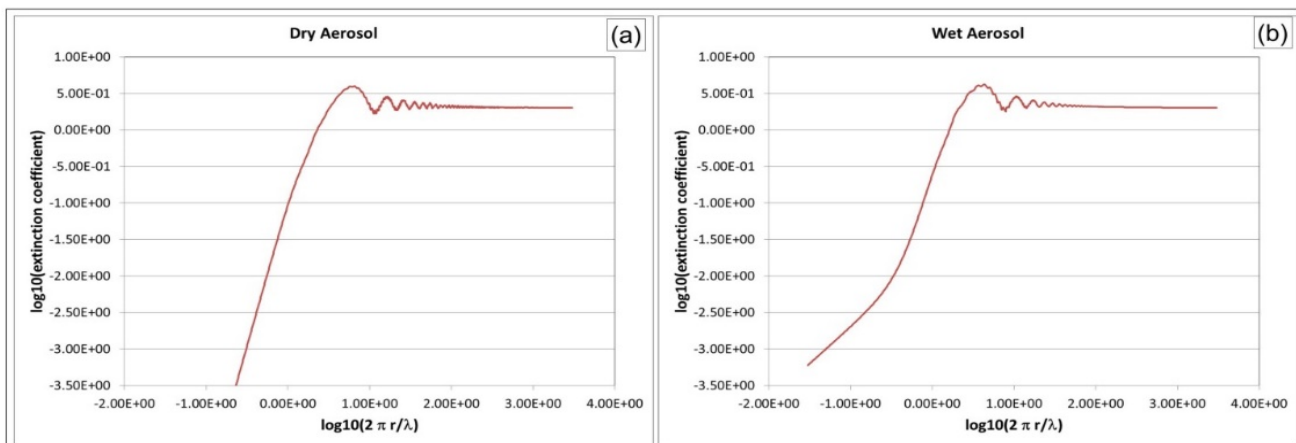 Dry Aerosol
(a)
1.00E+00
5.00E-01
0.00E+00
-5.00E-01
-1.00E+00
-1.50E+00
-2.00E+00
-2.50E+00
-3.00E+00
-3.50E+00
log10(extinction coefficient)
-2.00E+00 -1.00E+00 0.00E+00 1.00E+00 2.00E+00 3.00E+00 4.00E+00
log10(2 π r/λ)
Wet Aerosol
(b)
1.00E+00
5.00E-01
0.00E+00
-5.00E-01
-1.00E+00
-1.50E+00
-2.00E+00
-2.50E+00
-3.00E+00
-3.50E+00
log10(extinction coefficient)
-2.00E+00 -1.00E+00 0.00E+00 1.00E+00 2.00E+00 3.00E+00 4.00E+00
log10(2 π r/λ)